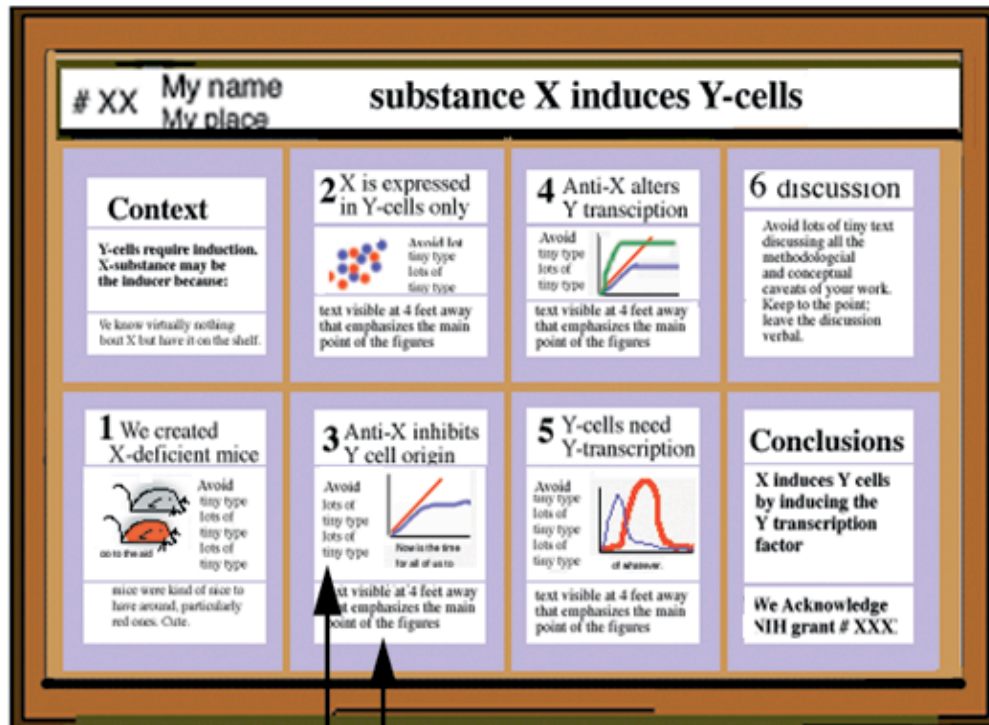 # XX
My name
My place
substance X induces Y-cells
Context
Y-cells require induction.
X-substance may be
the inducer because:
Ve know virtually nothing
bout X but have it on the shelf.
1 We created
X-deficient mice
Avoid
tiny type
lots of
tiny type
lots of
tiny type
go to the aid
mice were kind of nice to
have around, particularly
red ones. Cute.
2 X is expressed
in Y-cells only
Avoid lot
tiny type
lots of
tiny type
text visible at 4 feet away
that emphasizes the main
point of the figures
3 Anti-X inhibits
Y cell origin
Avoid
lots of
tiny type
lots of
tiny type
Now is the time
for all of us to
text visible at 4 feet away
that emphasizes the main
point of the figures
4 Anti-X alters
Y transciption
Avoid
tiny type
lots of
tiny type
text visible at 4 feet away
that emphasizes the main
point of the figures
5 Y-cells need
Y-transcription
Avoid
tiny type
lots of
tiny type
lots of
tiny type
of whatever.
text visible at 4 feet away
that emphasizes the main
point of the figures
6 discussion
Avoid lots of tiny text
discussing all the
methodologcial
and conceptual
caveats of your work.
Keep to the point;
leave the discussion
verbal.
Conclusions
X induces Y cells
by inducing the
Y transcription
factor
We Acknowledge
NIH grant # XXX.